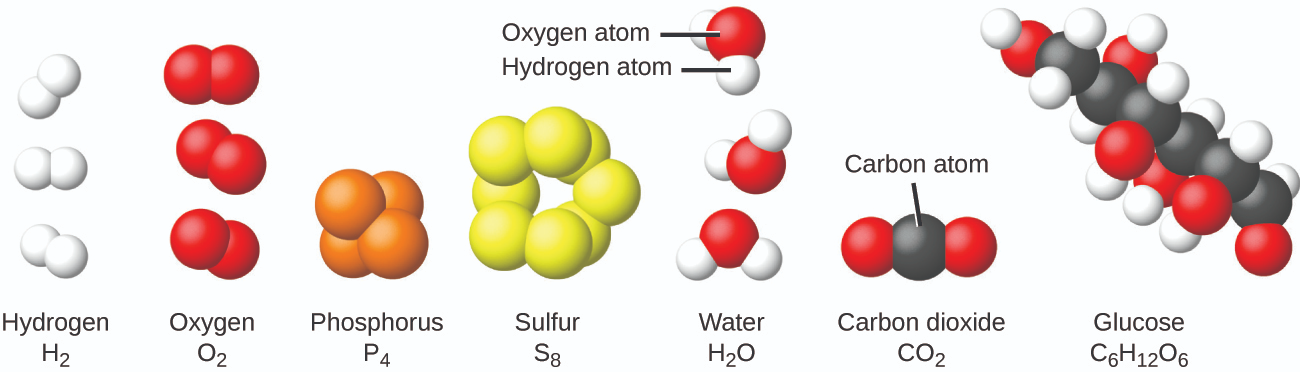 Oxygen atom
Hydrogen atom
Carbon atom
Hydrogen
H₂
Oxygen
O₂
Phosphorus
P₄
Sulfur
S₈
Water
H₂O
Carbon dioxide
CO₂
Glucose
C₆H₁₂O₆